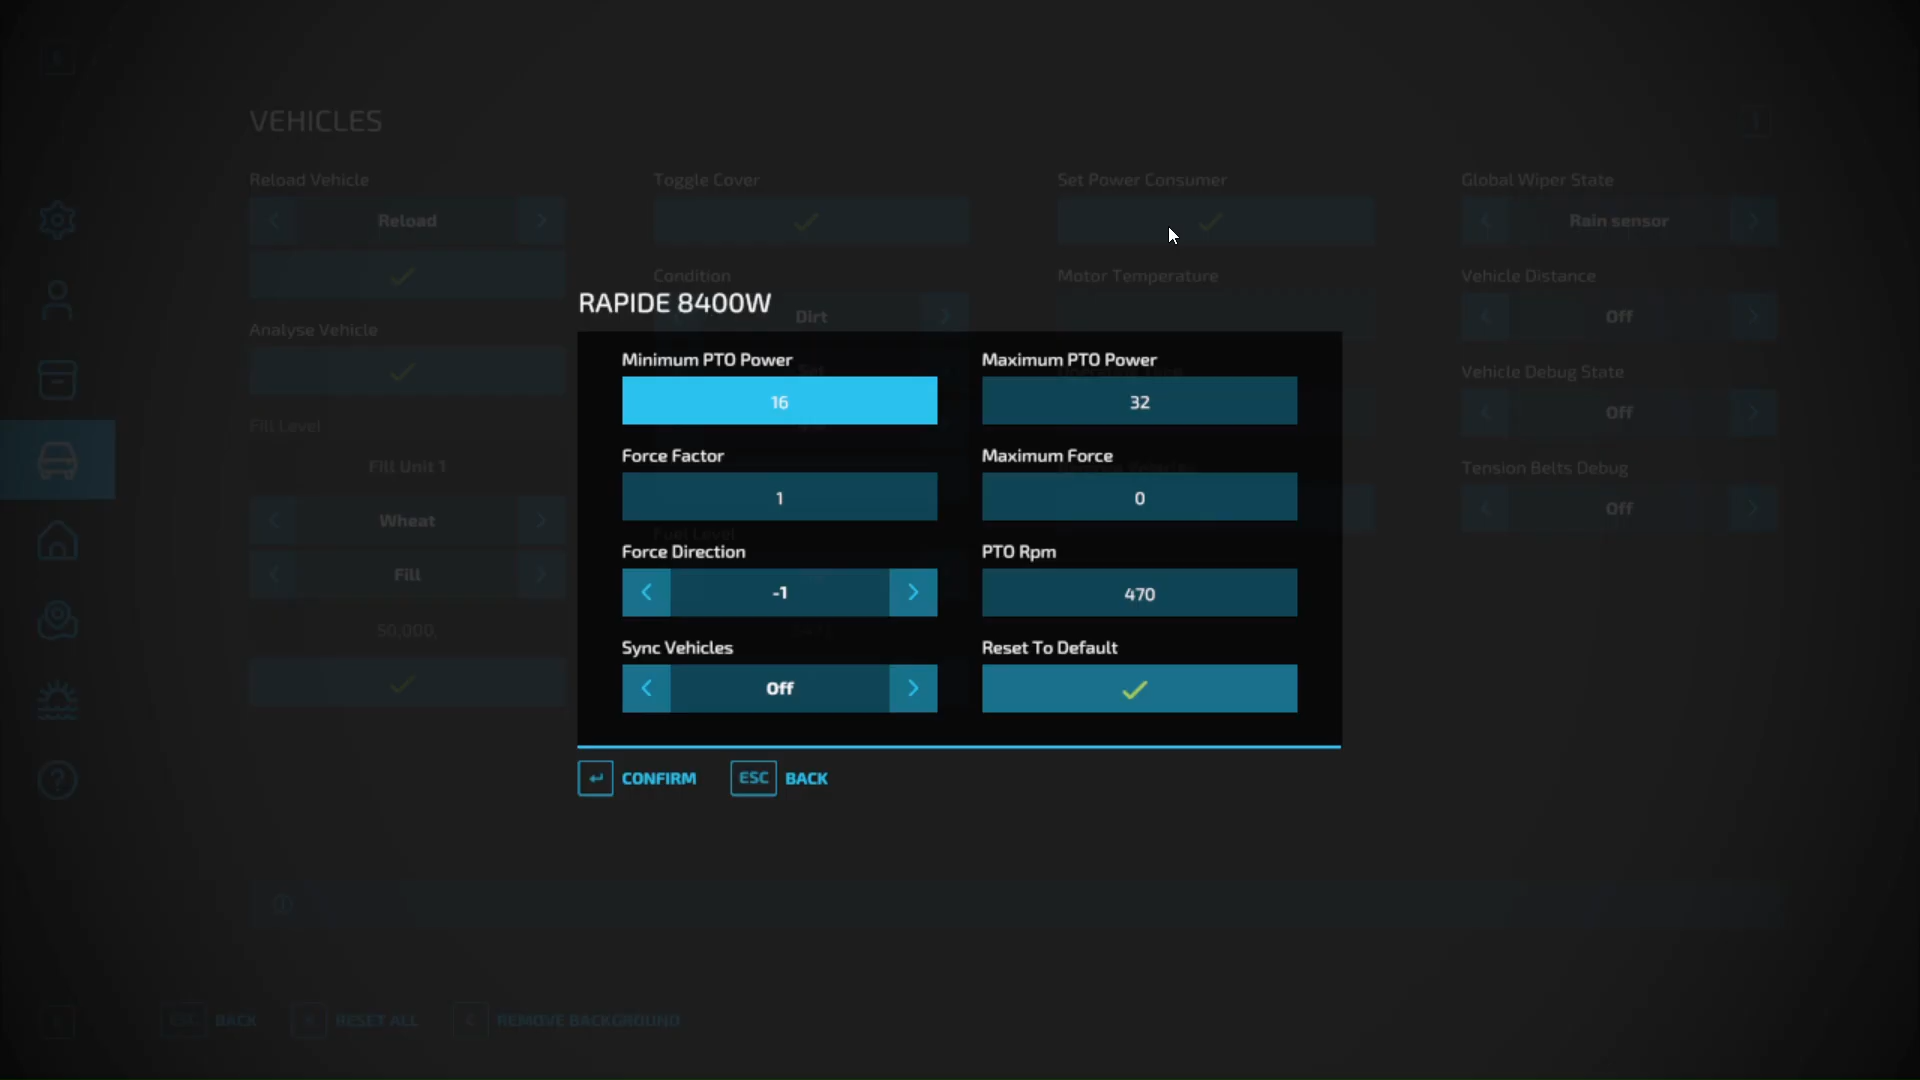 VEHICLES
Reload Vehicle
Reload
Analyse Vehicle
Fill Level
Fill Unit 1
Wheat
Fill
50,000
Toggle Cover
Condition
Dirt
Fuel Level
Set Power Consumer
Motor Temperature
Global Wiper State
Rain sensor
Vehicle Distance
Off
Vehicle Debug State
Off
Tension Belts Debug
Off
RAPIDE 8400W
Minimum PTO Power
16
Maximum PTO Power
32
Force Factor
1
Maximum Force
0
Force Direction
-1
PTO Rpm
470
Sync Vehicles
Off
Reset To Default
CONFIRM
ESC BACK
ESC BACK
RESET ALL
REMOVE BACKGROUND